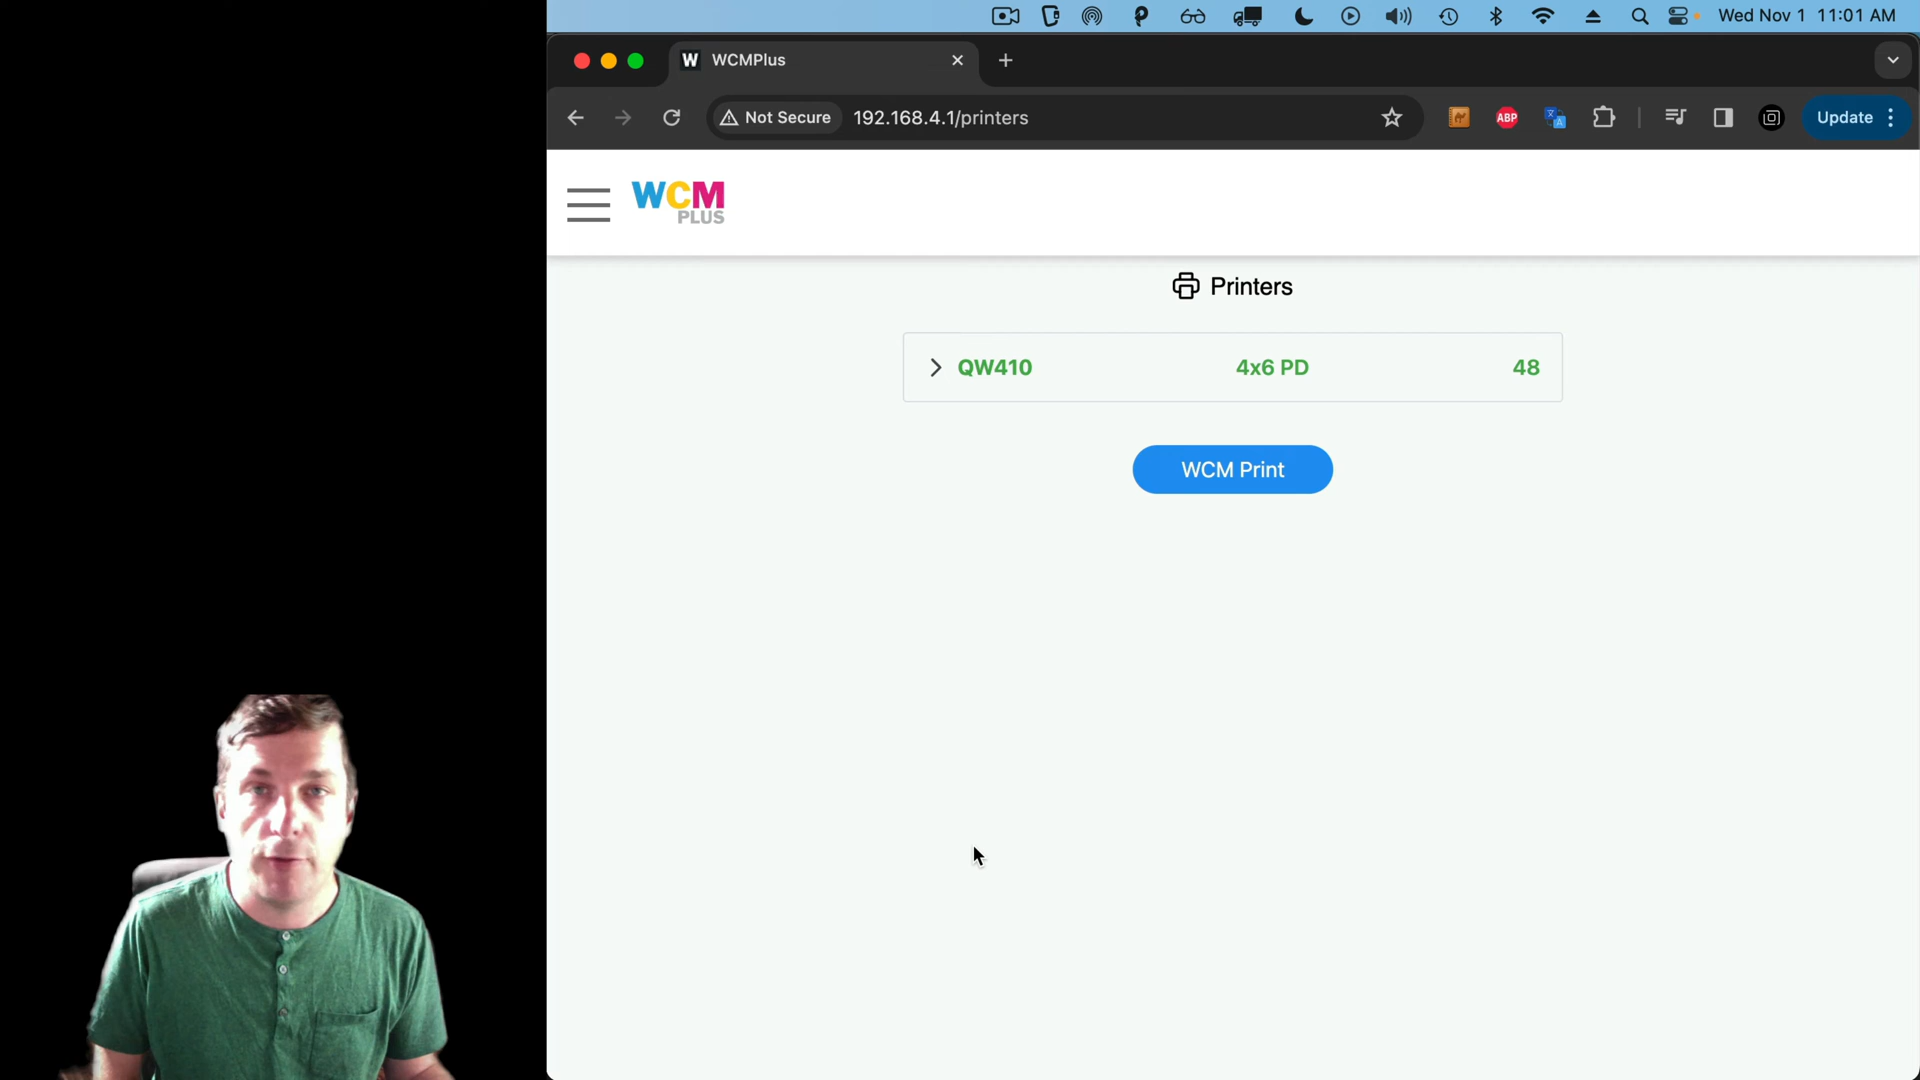 Wed Nov 1 11:01 AM
W WCMPlus
Not Secure 192.168.4.1/printers
ABP
Update
WCM
PLUS
Printers
QW410 4x6 PD 48
WCM Print